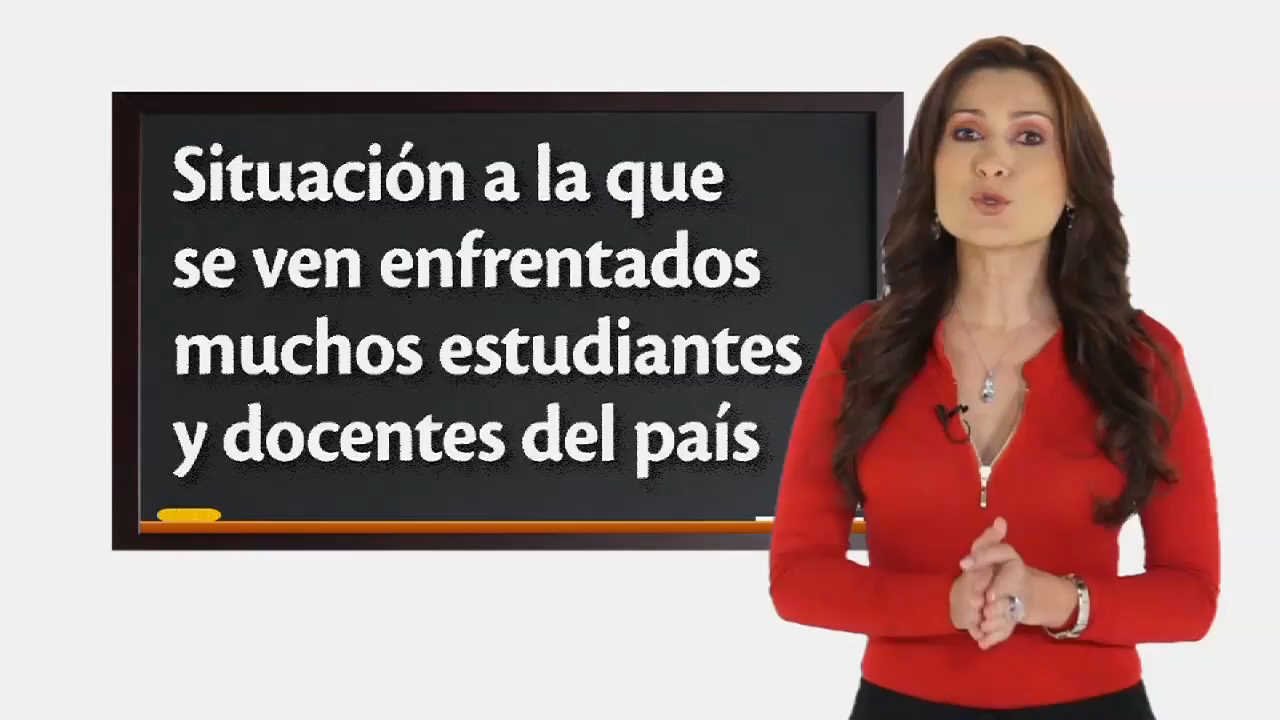 Situación a la que
se ven enfrentados
muchos estudiantes
y docentes del país